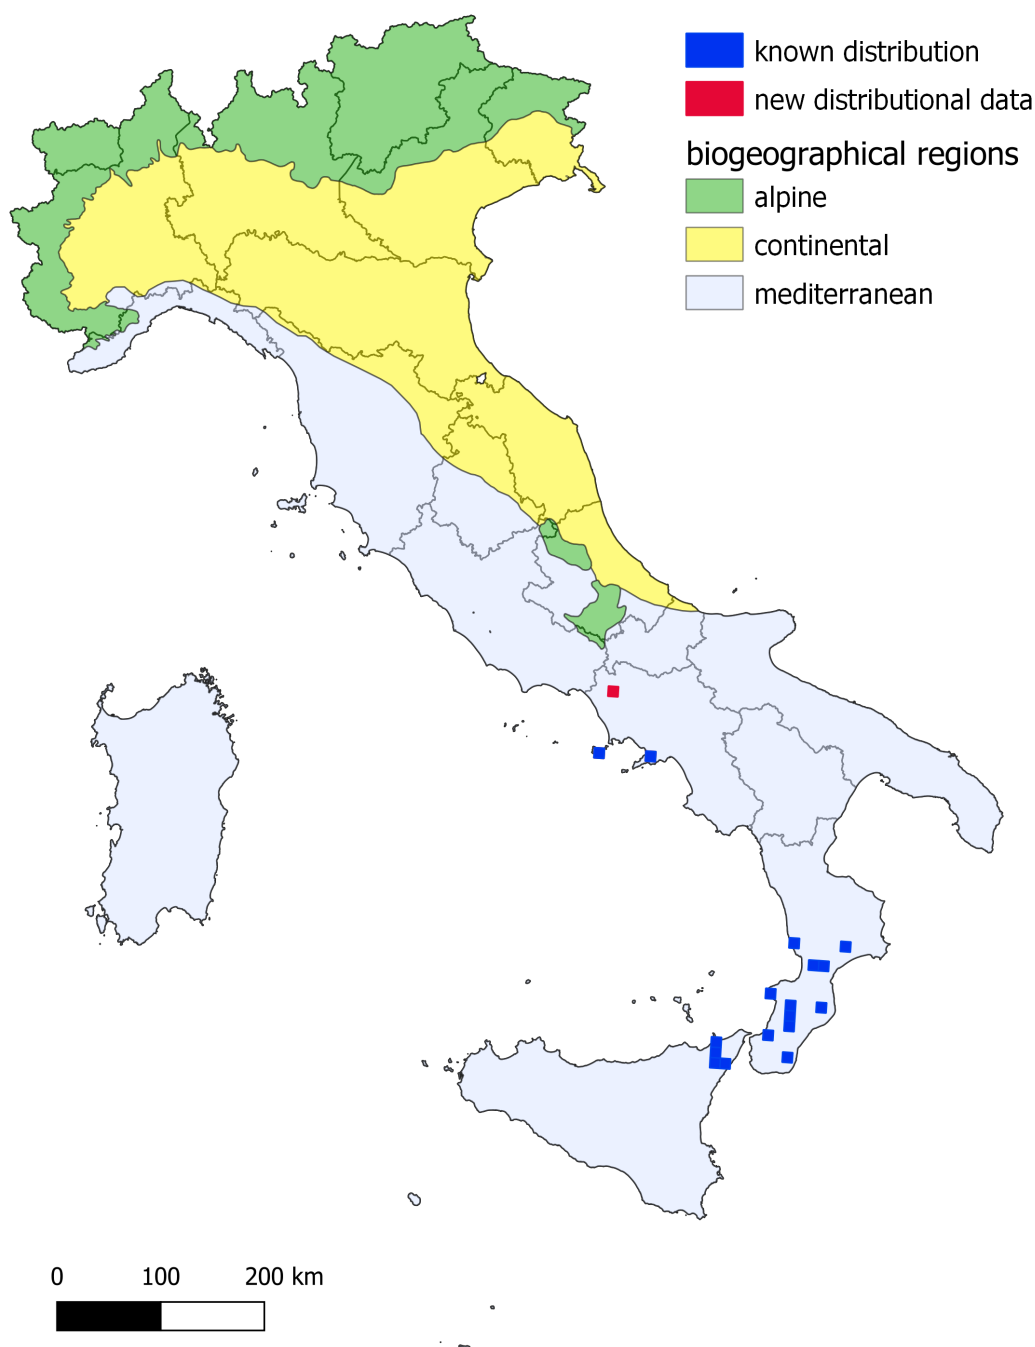 known distribution
new distributional data
biogeographical regions
alpine
continental
mediterranean
0 100 200 km